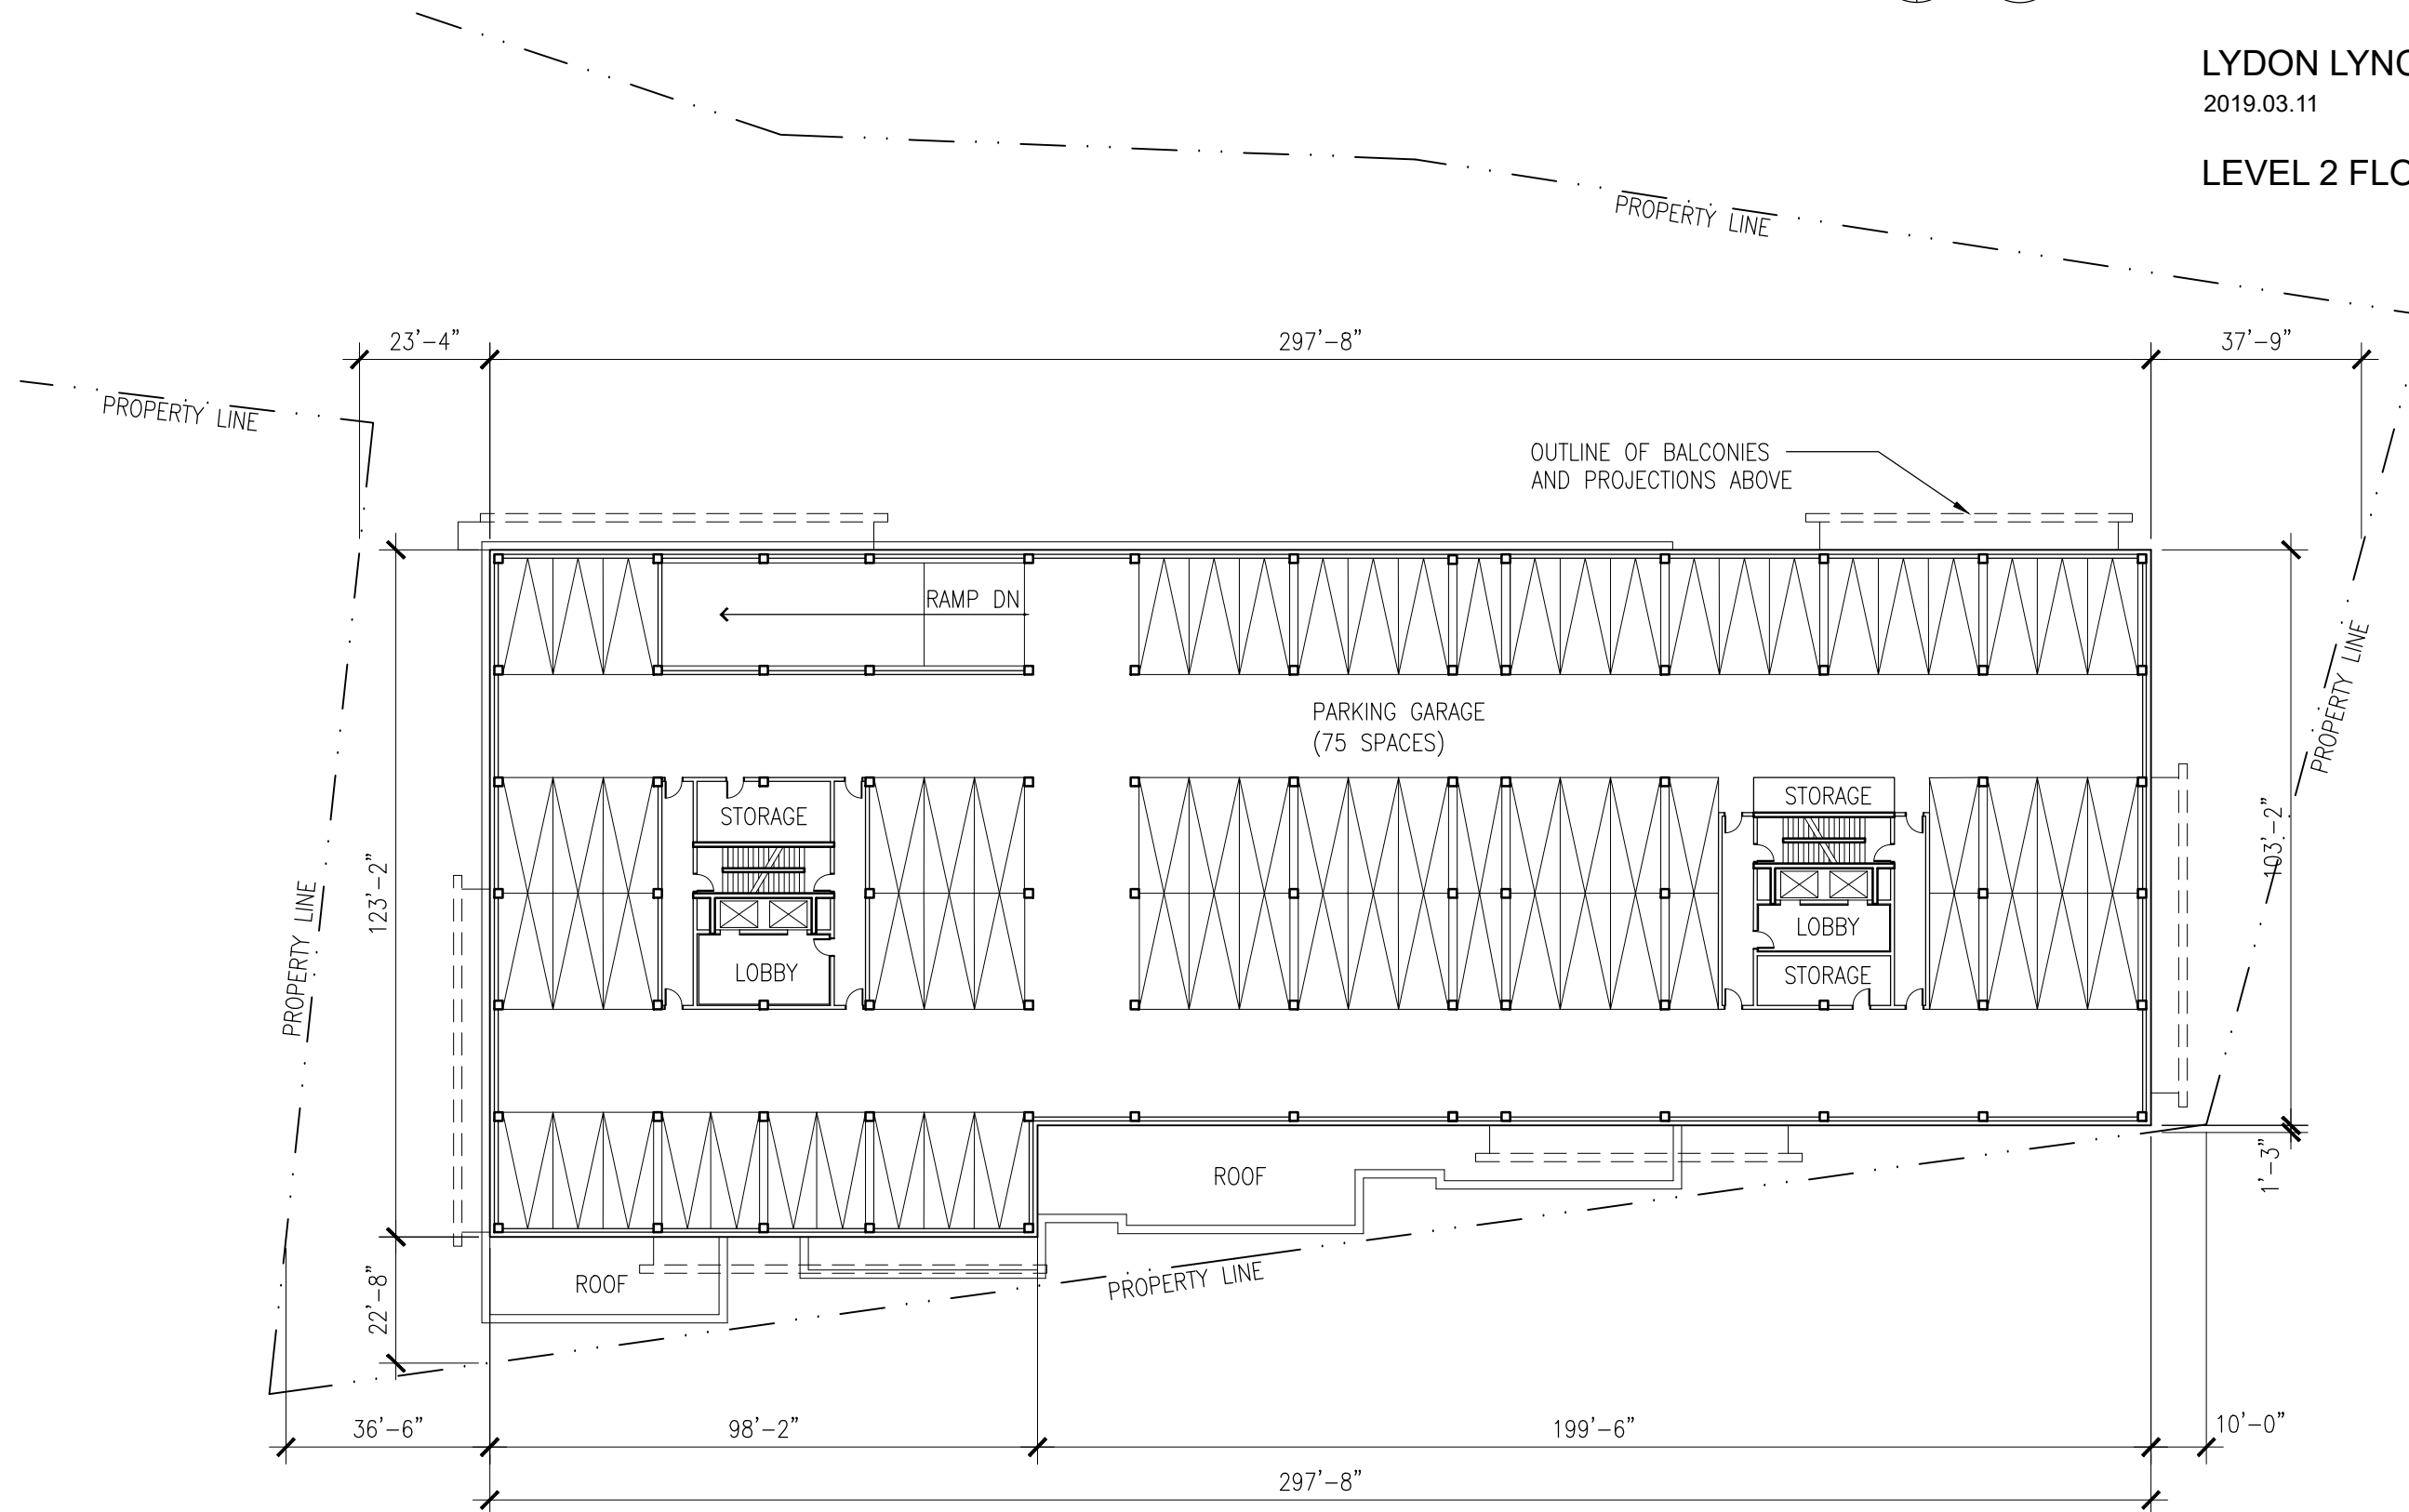 LYDON LYNC
2019.03.11
LEVEL 2 FLO
PROPERTY LINE
23'-4"
297'-8"
37'-9"
PROPERTY LINE
OUTLINE OF BALCONIES
AND PROJECTIONS ABOVE
RAMP DN
PROPERTY LINE
PARKING GARAGE
(75 SPACES)
STORAGE
STORAGE
103'-2"
123'-2"
LOBBY
PROPERTY LINE
LOBBY
STORAGE
ROOF
1'-3"
ROOF
22'-8"
PROPERTY LINE
36'-6"
98'-2"
199'-6"
10'-0"
297'-8"